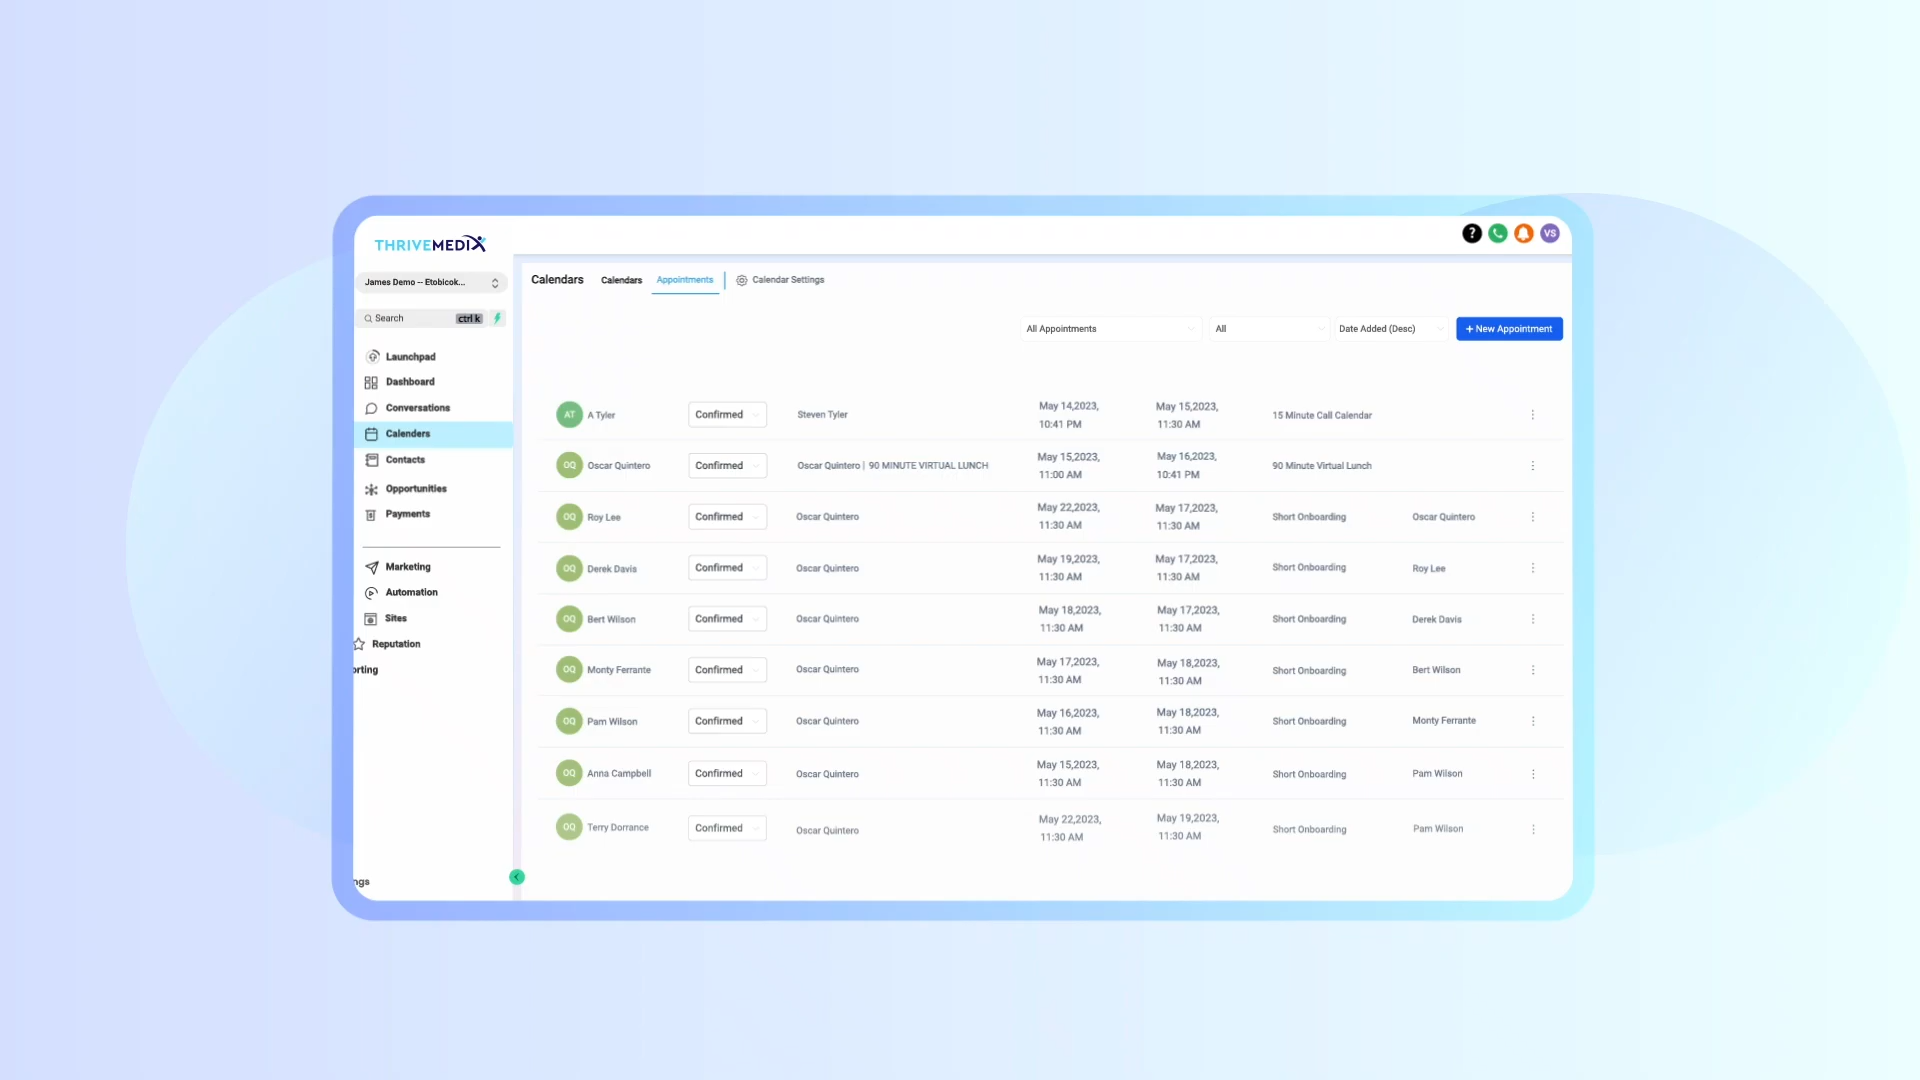 THRIVEMEDIX
? VS
James Demo -- Etobicok...
Search ctrl k
Launchpad
Dashboard
Conversations
Calenders
Contacts
Opportunities
Payments
Marketing
Automation
Sites
Reputation
orting
ngs
Calendars Calendars Appointments Calendar Settings
All Appointments All Date Added (Desc) + New Appointment
AT A Tyler Confirmed Steven Tyler May 14,2023, 10:41 PM May 15,2023, 11:30 AM 15 Minute Call Calendar
OQ Oscar Quintero Confirmed Oscar Quintero | 90 MINUTE VIRTUAL LUNCH May 15,2023, 11:00 AM May 16,2023, 10:41 PM 90 Minute Virtual Lunch
OQ Roy Lee Confirmed Oscar Quintero May 22,2023, 11:30 AM May 17,2023, 11:30 AM Short Onboarding Oscar Quintero
OQ Derek Davis Confirmed Oscar Quintero May 19,2023, 11:30 AM May 17,2023, 11:30 AM Short Onboarding Roy Lee
OQ Bert Wilson Confirmed Oscar Quintero May 18,2023, 11:30 AM May 17,2023, 11:30 AM Short Onboarding Derek Davis
OQ Monty Ferrante Confirmed Oscar Quintero May 17,2023, 11:30 AM May 18,2023, 11:30 AM Short Onboarding Bert Wilson
OQ Pam Wilson Confirmed Oscar Quintero May 16,2023, 11:30 AM May 18,2023, 11:30 AM Short Onboarding Monty Ferrante
OQ Anna Campbell Confirmed Oscar Quintero May 15,2023, 11:30 AM May 18,2023, 11:30 AM Short Onboarding Pam Wilson
OQ Terry Dorrance Confirmed Oscar Quintero May 22,2023, 11:30 AM May 19,2023, 11:30 AM Short Onboarding Pam Wilson